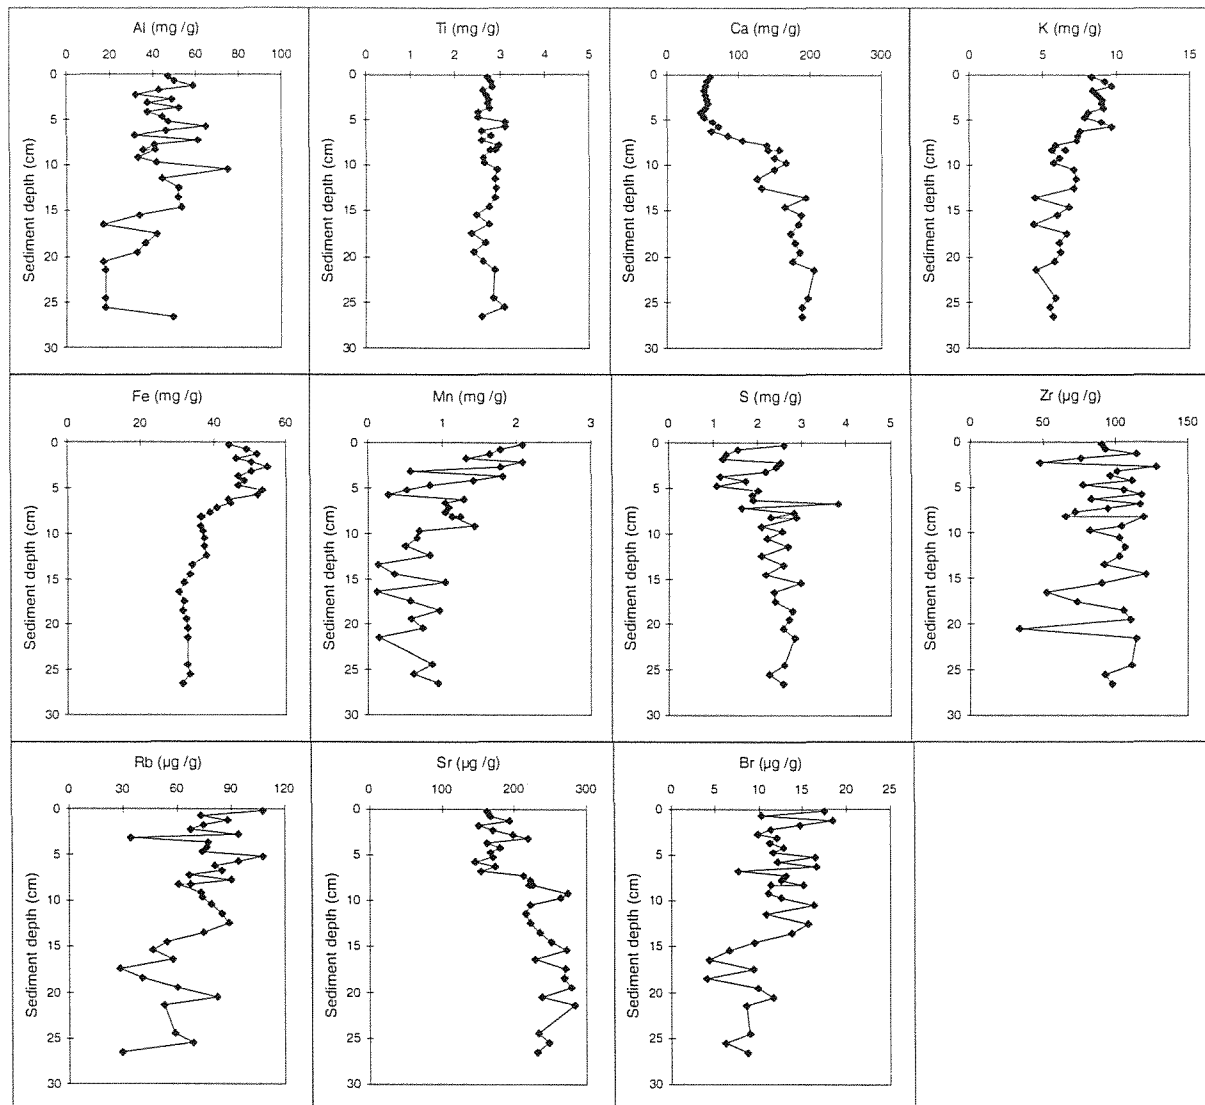 Al (mg /g)
0 20 40 60 80 100
0
5
10
15
20
25
30
Sediment depth (cm)
Ti (mg /g)
0 1 2 3 4 5
0
5
10
15
20
25
30
Sediment depth (cm)
Ca (mg /g)
0 100 200 300
0
5
10
15
20
25
30
Sediment depth (cm)
K (mg /g)
0 5 10 15
0
5
10
15
20
25
30
Sediment depth (cm)
Fe (mg /g)
0 20 40 60
0
5
10
15
20
25
30
Sediment depth (cm)
Mn (mg /g)
0 1 2 3
0
5
10
15
20
25
30
Sediment depth (cm)
S (mg /g)
0 1 2 3 4 5
0
5
10
15
20
25
30
Sediment depth (cm)
Zr (µg /g)
0 50 100 150
0
5
10
15
20
25
30
Sediment depth (cm)
Rb (µg /g)
0 30 60 90 120
0
5
10
15
20
25
30
Sediment depth (cm)
Sr (µg /g)
0 100 200 300
0
5
10
15
20
25
30
Sediment depth (cm)
Br (µg /g)
0 5 10 15 20 25
0
5
10
15
20
25
30
Sediment depth (cm)